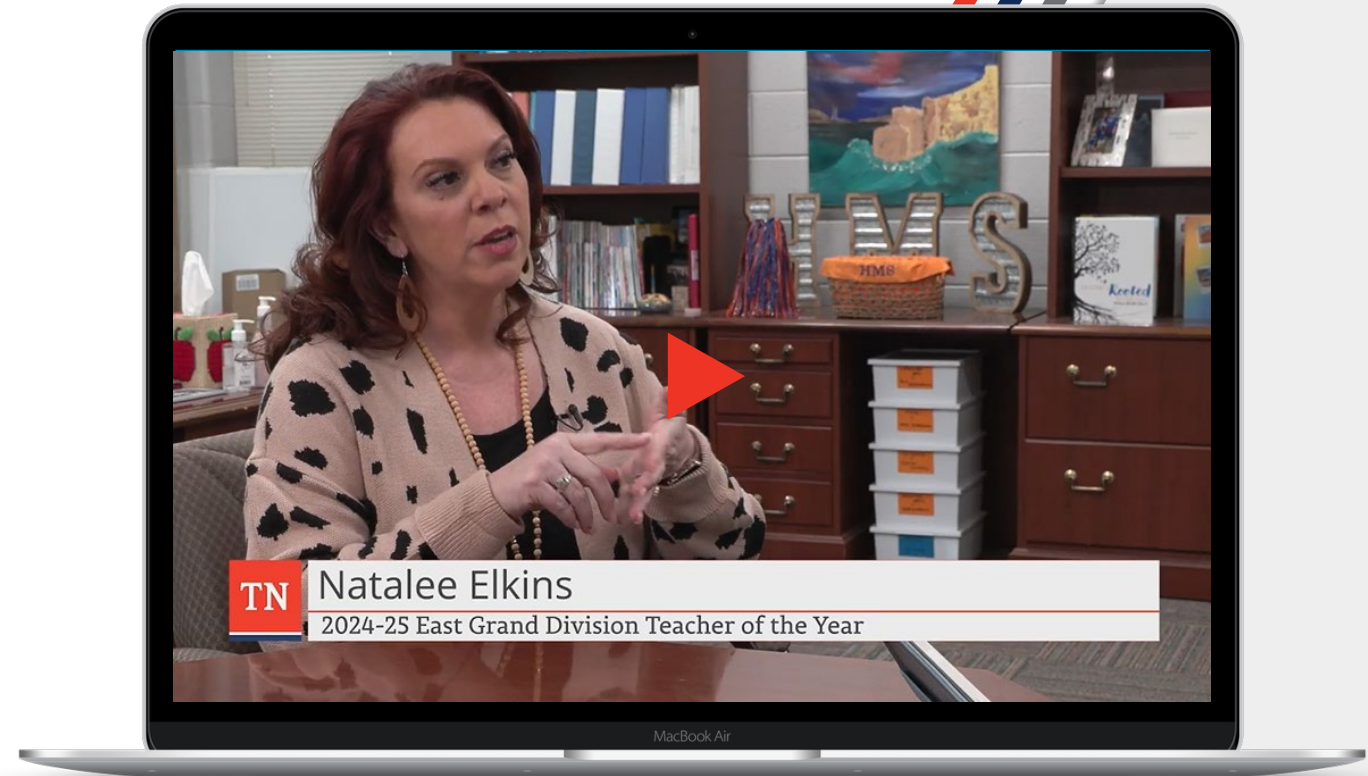 HMS
HMS
Rooted
TN
Natalee Elkins
2024-25 East Grand Division Teacher of the Year
MacBook Air